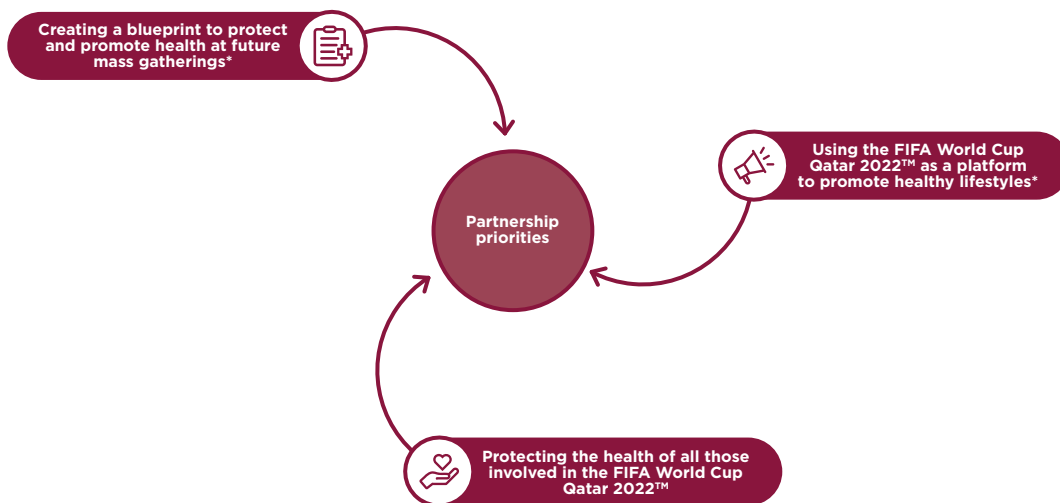 Creating a blueprint to protect
and promote health at future
mass gatherings*
Using the FIFA World Cup
Qatar 2022™ as a platform
to promote healthy lifestyles*
Partnership
priorities
Protecting the health of all those
involved in the FIFA World Cup
Qatar 2022™